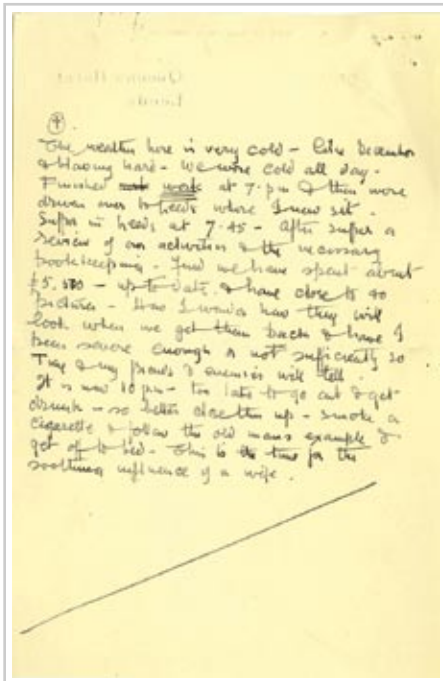 ④
The weather here is very cold - like December
& blowing hard - We were cold all day -
Finished work at 7. pm & then were
driven over to Leeds where I now sit -
Supper in Leeds at 7.45 - After supper a
review of our activities & the necessary
bookkeeping - Find we have spent about
£5,500 - up to date & have close to 40
pictures - How I wonder how they will
look when we get them back & have I
been severe enough or not sufficiently so
Time & my friends & enemies will tell -
It is now 10 pm - too late to go out & get
drunk - so better close this up - smoke a
cigarette & follow the old mans example &
get off to bed - This is the time for the
soothing influence of a wife .